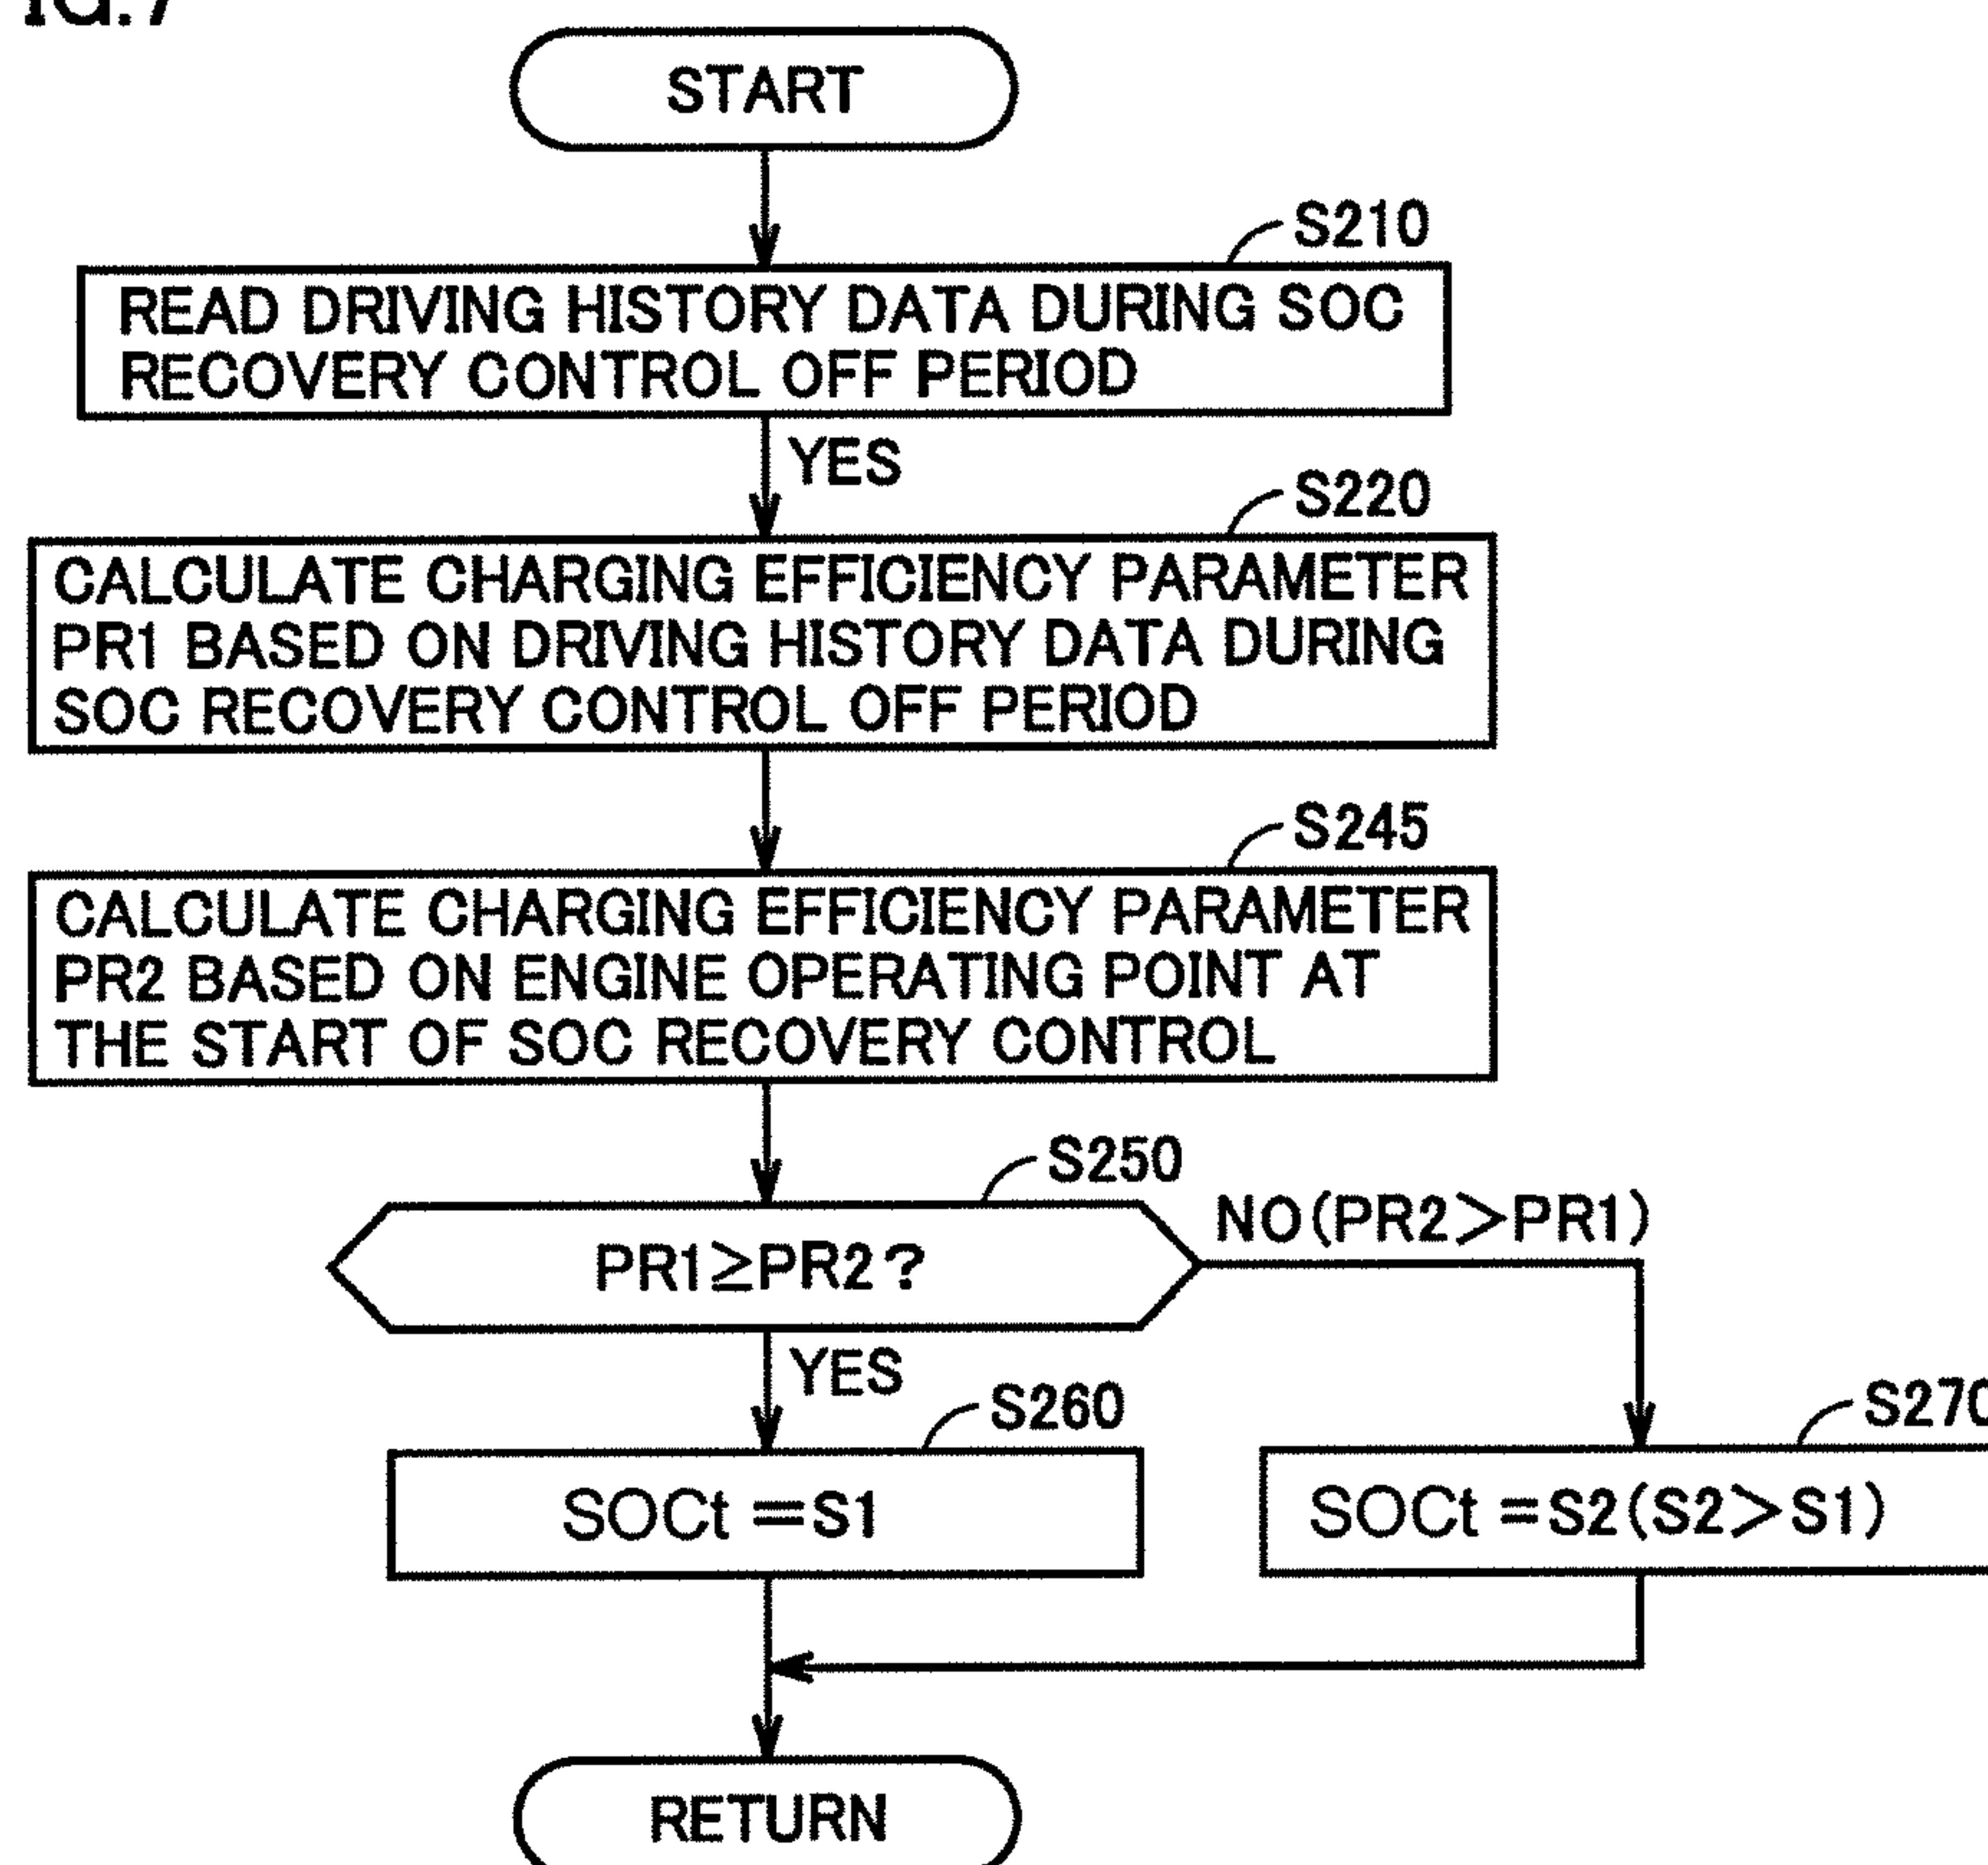 IG.7
START
S210
READ DRIVING HISTORY DATA DURING SOC
RECOVERY CONTROL OFF PERIOD
YES
S220
CALCULATE CHARGING EFFICIENCY PARAMETER
PR1 BASED ON DRIVING HISTORY DATA DURING
SOC RECOVERY CONTROL OFF PERIOD
S245
CALCULATE CHARGING EFFICIENCY PARAMETER
PR2 BASED ON ENGINE OPERATING POINT AT
THE START OF SOC RECOVERY CONTROL
S250
NO(PR2>PR1)
PR1≧PR2?
YES
S260
S270
SOCt =S1
SOCt =S2(S2>S1)
RETURN